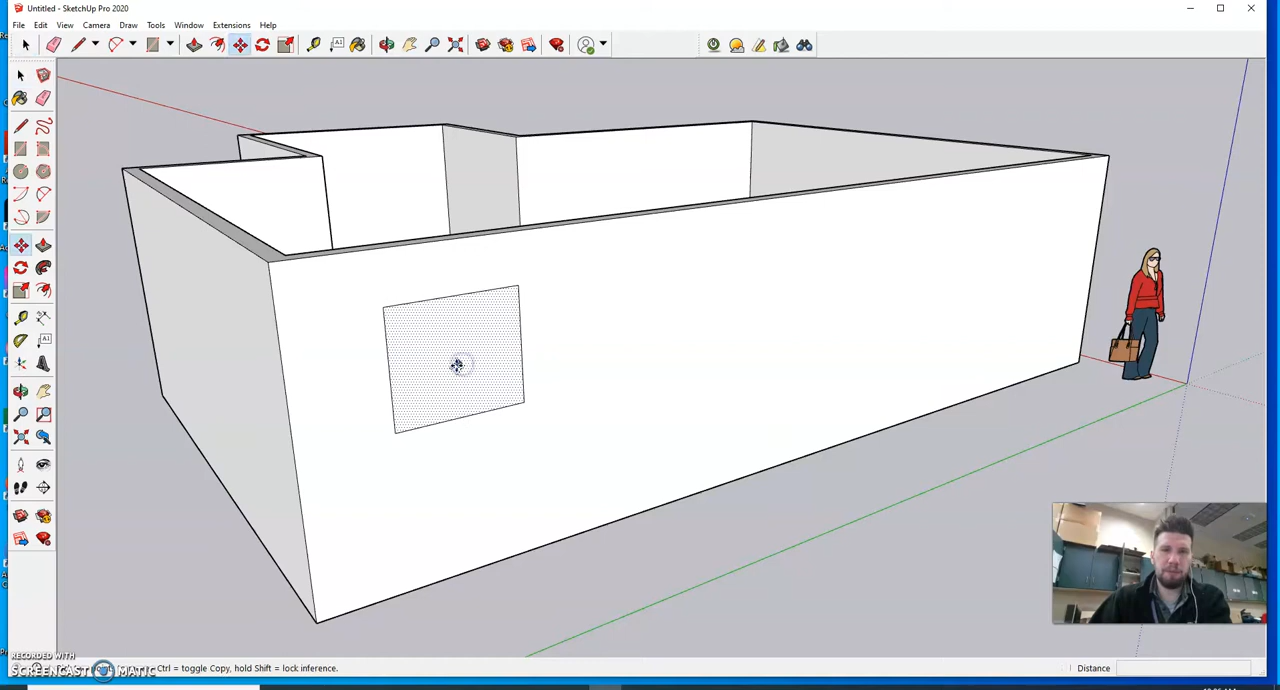 Untitled - SketchUp Pro 2020
File Edit View Camera Draw Tools Window Extensions Help
Ctrl = toggle Copy, hold Shift = lock inference.
Distance
RECORDED WITH
SCREENCAST MATIC